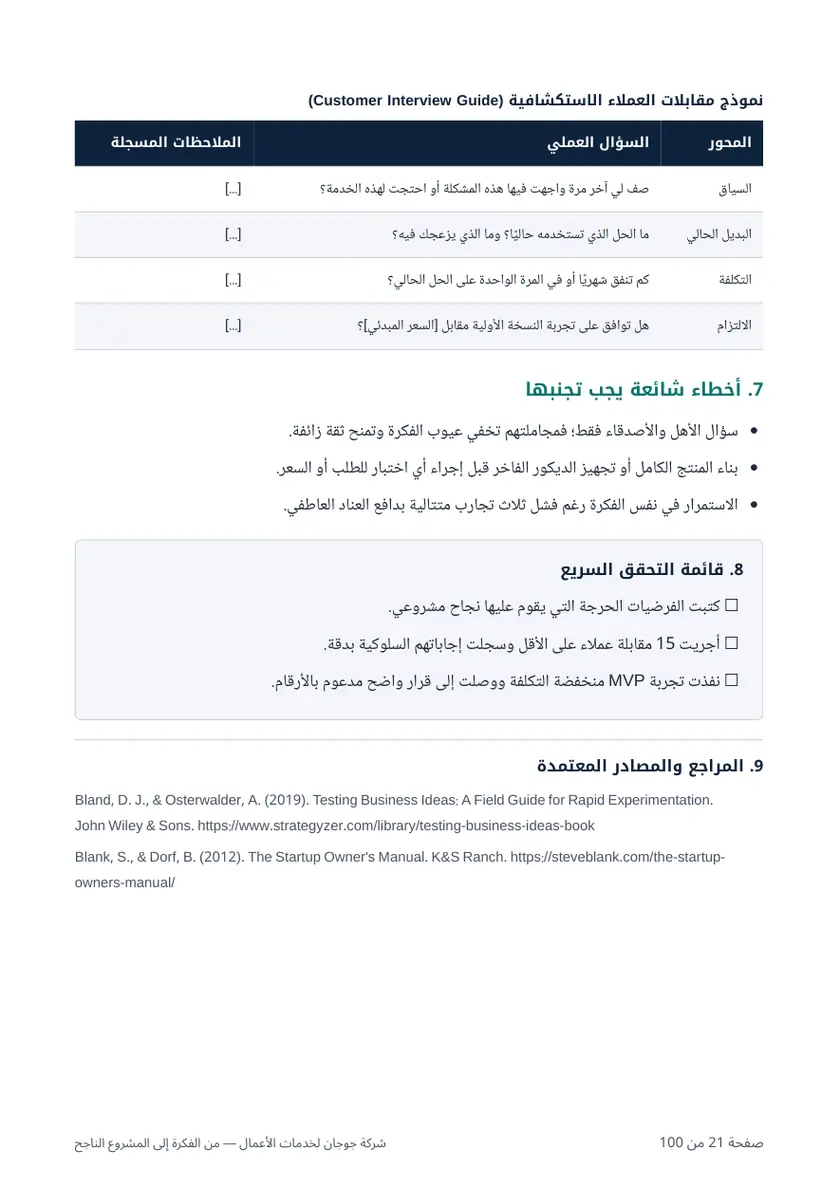 نموذج مقابلات العملاء الاستكشافية (Customer Interview Guide)
المحور السؤال العملي الملاحظات المسجلة
السياق صف لي آخر مرة واجهت فيها هذه المشكلة أو احتجت لهذه الخدمة؟ [...]
البديل الحالي ما الحل الذي تستخدمه حاليًا؟ وما الذي يزعجك فيه؟ [...]
التكلفة كم تنفق شهريًا أو في المرة الواحدة على الحل الحالي؟ [...]
الالتزام هل توافق على تجربة النسخة الأولية مقابل [السعر المبدئي]؟ [...]
7. أخطاء شائعة يجب تجنبها
• سؤال الأهل والأصدقاء فقط؛ فمجاملتهم تخفي عيوب الفكرة وتمنح ثقة زائفة.
• بناء المنتج الكامل أو تجهيز الديكور الفاخر قبل إجراء أي اختبار للطلب أو السعر.
• الاستمرار في نفس الفكرة رغم فشل ثلاث تجارب متتالية بدافع العناد العاطفي.
8. قائمة التحقق السريع
☐ كتبت الفرضيات الحرجة التي يقوم عليها نجاح مشروعي.
☐ أجريت 15 مقابلة عملاء على الأقل وسجلت إجاباتهم السلوكية بدقة.
☐ نفذت تجربة MVP منخفضة التكلفة ووصلت إلى قرار واضح مدعوم بالأرقام.
9. المراجع والمصادر المعتمدة
Bland, D. J., & Osterwalder, A. (2019). Testing Business Ideas: A Field Guide for Rapid Experimentation.
John Wiley & Sons. https://www.strategyzer.com/library/testing-business-ideas-book
Blank, S., & Dorf, B. (2012). The Startup Owner's Manual. K&S Ranch. https://steveblank.com/the-startup-
owners-manual/
صفحة 21 من 100 شركة جوجان لخدمات الأعمال — من الفكرة إلى المشروع الناجح